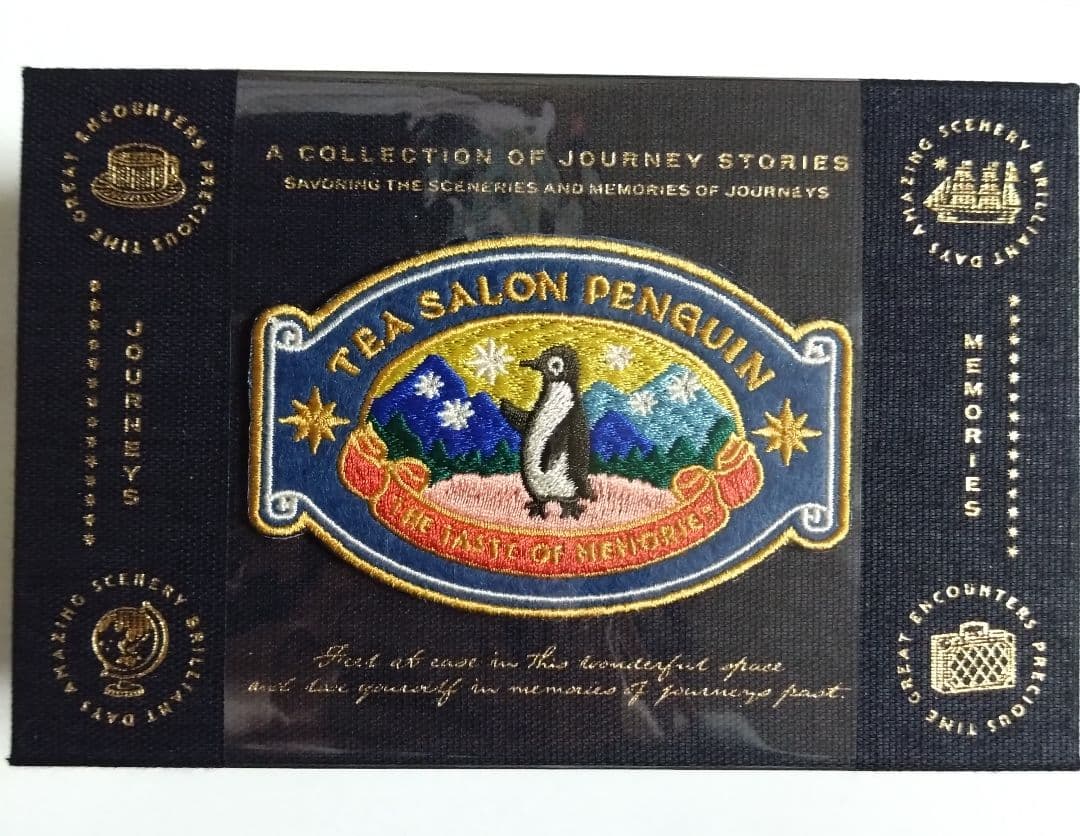 GREAT ENCOUNTERS PRECIOUS TIME
JOURNEYS
AMAZING SCENERY BRILLIANT DAYS
A COLLECTION OF JOURNEY STORIES
SAVORING THE SCENERIES AND MEMORIES OF JOURNEYS
TEA SALON PENGUIN
THE TASTE OF MEMORIES
Feel at ease in this wonderful space
and lose yourself in memories of journeys past
AMAZING SCENERY BRILLIANT DAYS
MEMORIES
GREAT ENCOUNTERS PRECIOUS TIME